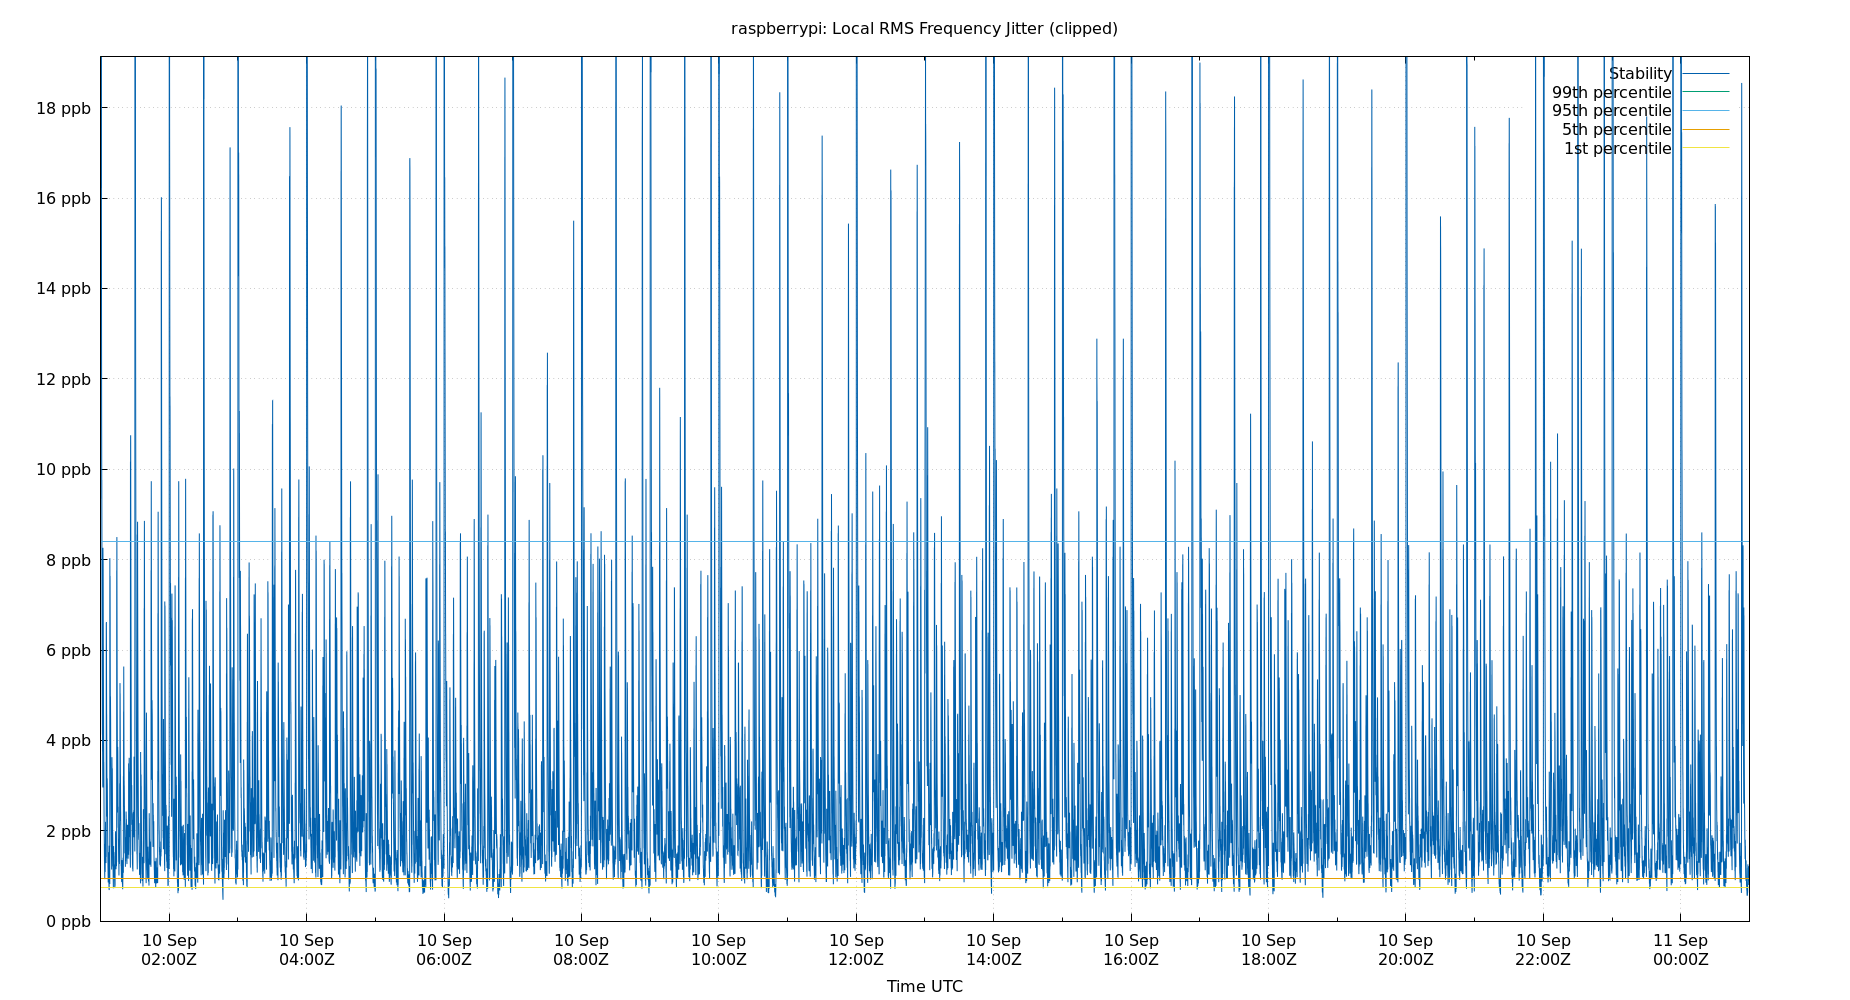 raspberrypi: Local RMS Frequency Jitter (clipped)
Stability
99th percentile
95th percentile
5th percentile
1st percentile
18 ppb
16 ppb
14 ppb
12 ppb
10 ppb
8 ppb
6 ppb
4 ppb
2 ppb
0 ppb
10 Sep 10 Sep 10 Sep 10 Sep 10 Sep 10 Sep 10 Sep 10 Sep 10 Sep 10 Sep 10 Sep 11 Sep
02:00Z 04:00Z 06:00Z 08:00Z 10:00Z 12:00Z 14:00Z 16:00Z 18:00Z 20:00Z 22:00Z 00:00Z
Time UTC